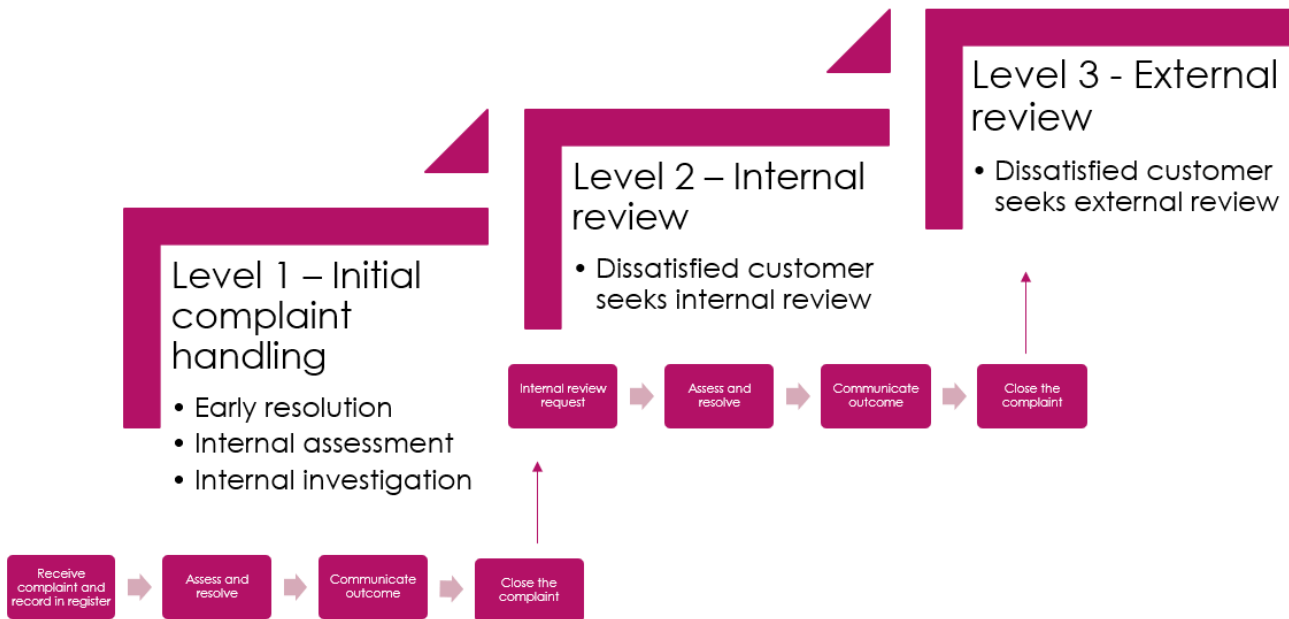 Level 1 – Initial
complaint
handling
• Early resolution
• Internal assessment
• Internal investigation
Level 2 – Internal
review
• Dissatisfied customer
seeks internal review
Level 3 - External
review
• Dissatisfied customer
seeks external review
Internal review
request
Assess and
resolve
Communicate
outcome
Close the
complaint
Receive
complaint and
record in register
Assess and
resolve
Communicate
outcome
Close the
complaint